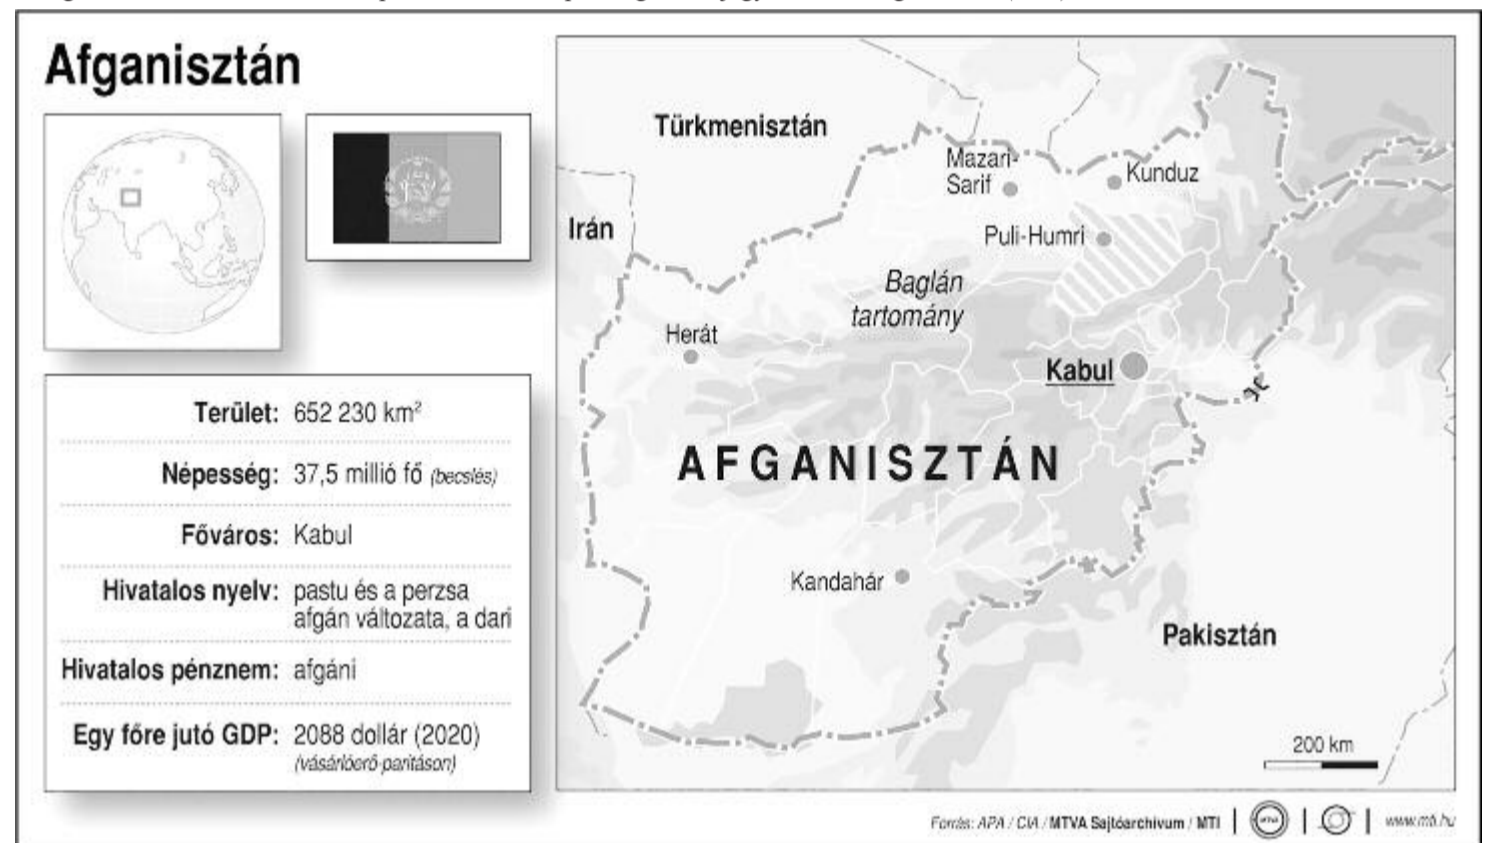 Afganisztán
Terület: 652 230 km²
Népesség: 37,5 millió fő (becslés)
Főváros: Kabul
Hivatalos nyelv: pastu és a perzsa
afgán változata, a dari
Hivatalos pénznem: afgáni
Egy főre jutó GDP: 2088 dollár (2020)
(vásárlóerő-paritáson)
Türkmenisztán
Mazari-
Sarif
Kunduz
Irán
Puli-Humri
Baglán
tartomány
Herát
Kabul
AFGANISZTÁN
Kandahár
Pakisztán
200 km
Forrás: APA / CIA / MTVA Sajtóarchívum / MTI
www.mti.hu